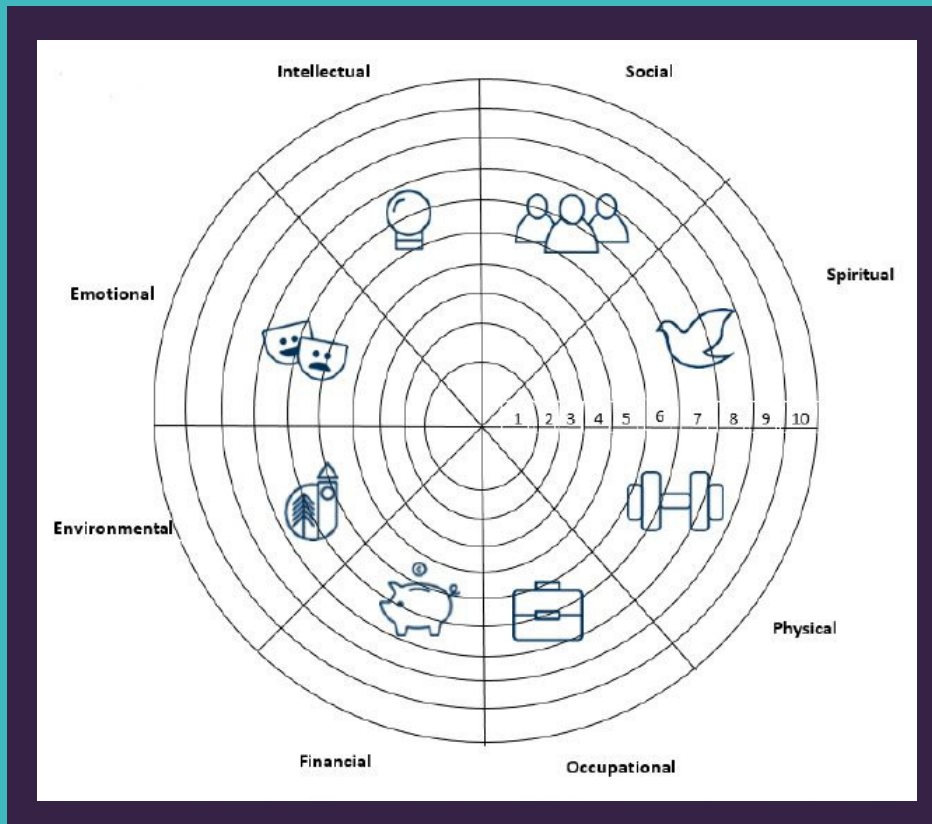 Intellectual
Social
Emotional
Spiritual
1 2 3 4 5 6 7 8 9 10
Environmental
Physical
Financial
Occupational